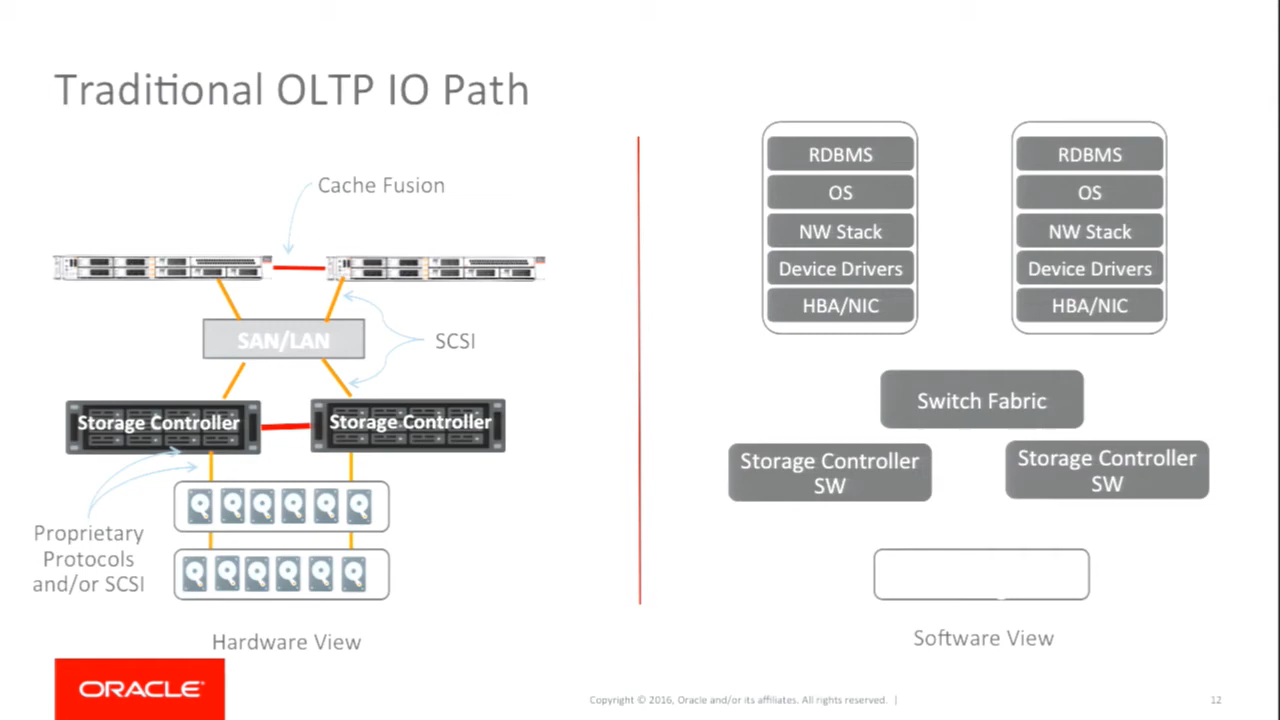 Traditional OLTP IO Path
Cache Fusion
SAN/LAN
SCSI
Storage Controller
Storage Controller
Proprietary
Protocols
and/or SCSI
Hardware View
RDBMS
OS
NW Stack
Device Drivers
HBA/NIC
RDBMS
OS
NW Stack
Device Drivers
HBA/NIC
Switch Fabric
Storage Controller
SW
Storage Controller
SW
Software View
ORACLE
Copyright © 2016, Oracle and/or its affiliates. All rights reserved. |
12